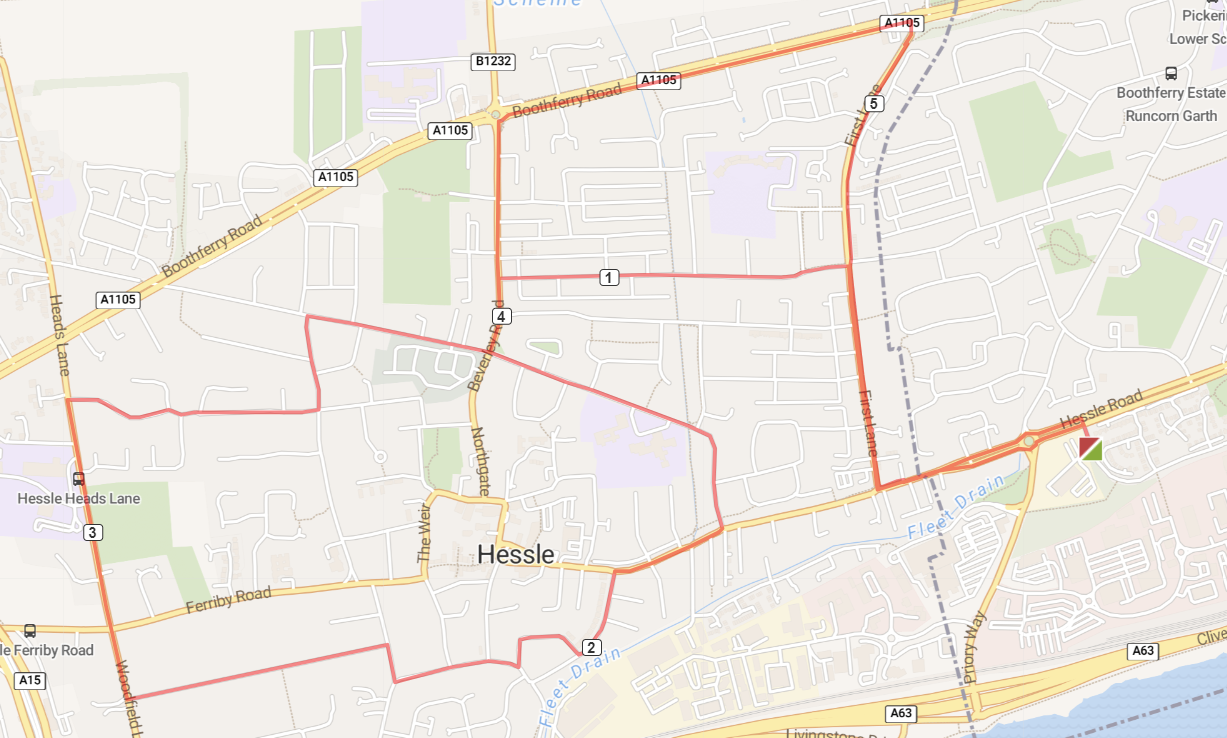 Scheme
A1105
Pickeri
Lower Sc
B1232
A1105
Boothferry Road
Boothferry Estate
Runcorn Garth
5
First Lane
A1105
A1105
Boothferry Road
1
A1105
Heads Lane
4
Beverley Road
First Lane
Hessle Road
Northgate
Hessle Heads Lane
3
The Weir
Fleet Drain
Hessle
Ferriby Road
le Ferriby Road
2
Fleet Drain
Priory Way
A63
Clive
A15
Woodfield L
A63
Livingstone